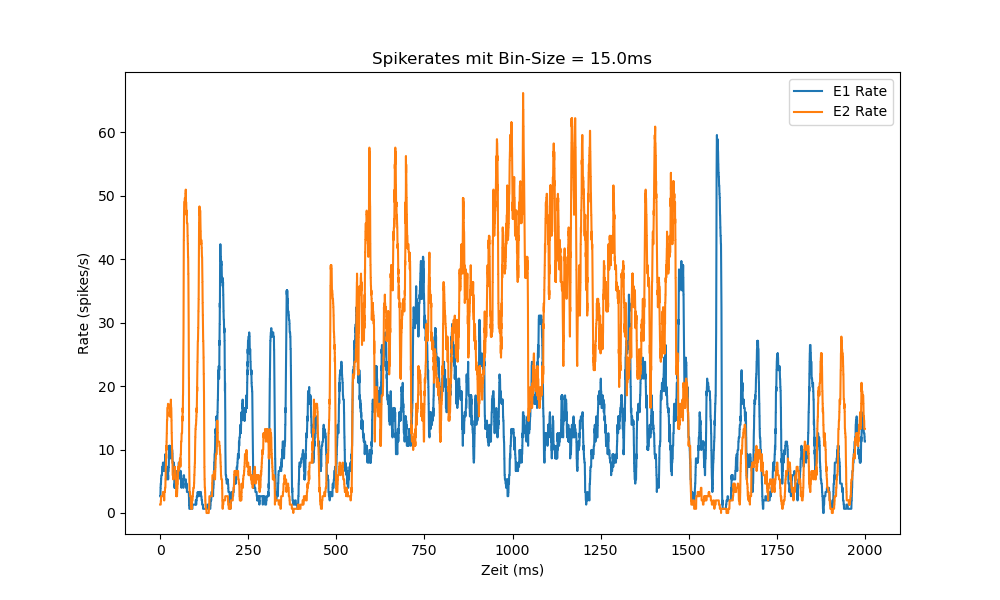 Spikerates mit Bin-Size = 15.0ms
E1 Rate
E2 Rate
Rate (spikes/s)
60
50
40
30
20
10
0
0 250 500 750 1000 1250 1500 1750 2000
Zeit (ms)